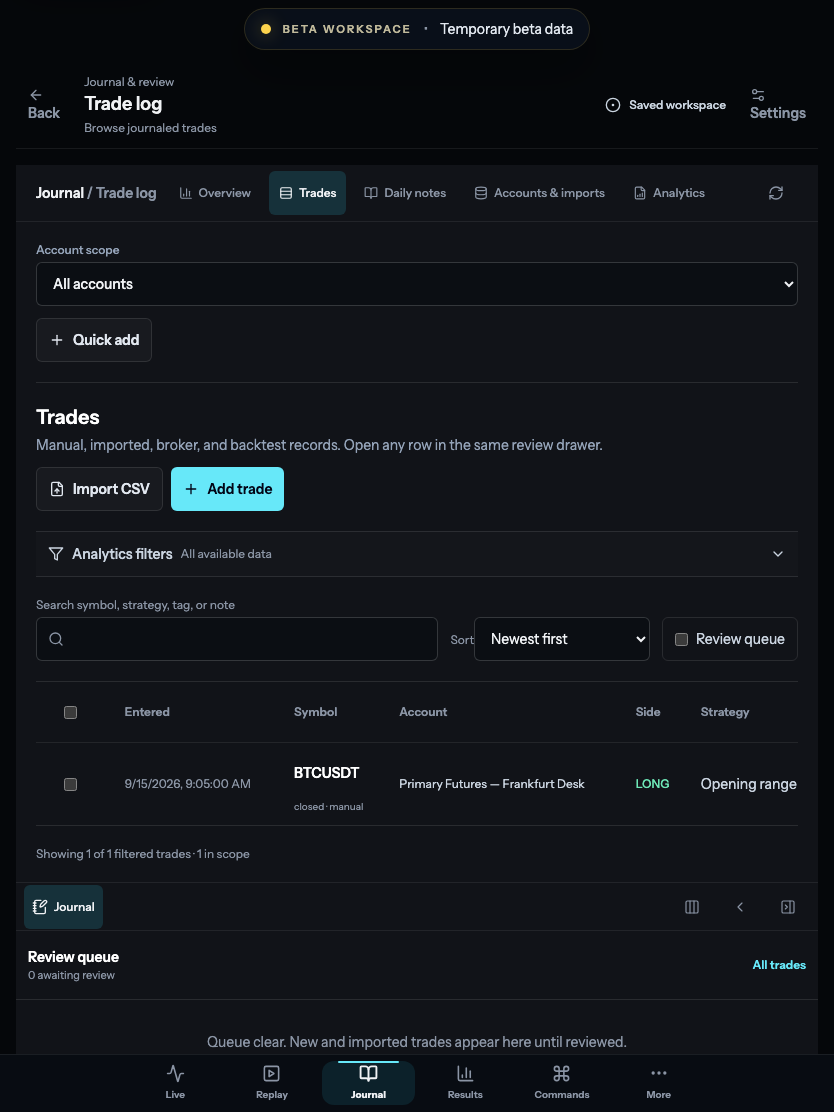 BETA WORKSPACE · Temporary beta data
Journal & review
Back
Trade log
Browse journaled trades
Saved workspace
Settings
Journal / Trade log
Overview
Trades
Daily notes
Accounts & imports
Analytics
Account scope
All accounts
Quick add
Trades
Manual, imported, broker, and backtest records. Open any row in the same review drawer.
Import CSV
Add trade
Analytics filters All available data
Search symbol, strategy, tag, or note
Sort
Newest first
Review queue
Entered Symbol Account Side Strategy
9/15/2026, 9:05:00 AM BTCUSDT Primary Futures — Frankfurt Desk LONG Opening range
closed · manual
Showing 1 of 1 filtered trades · 1 in scope
Journal
Review queue
0 awaiting review
All trades
Queue clear. New and imported trades appear here until reviewed.
Live
Replay
Journal
Results
Commands
More